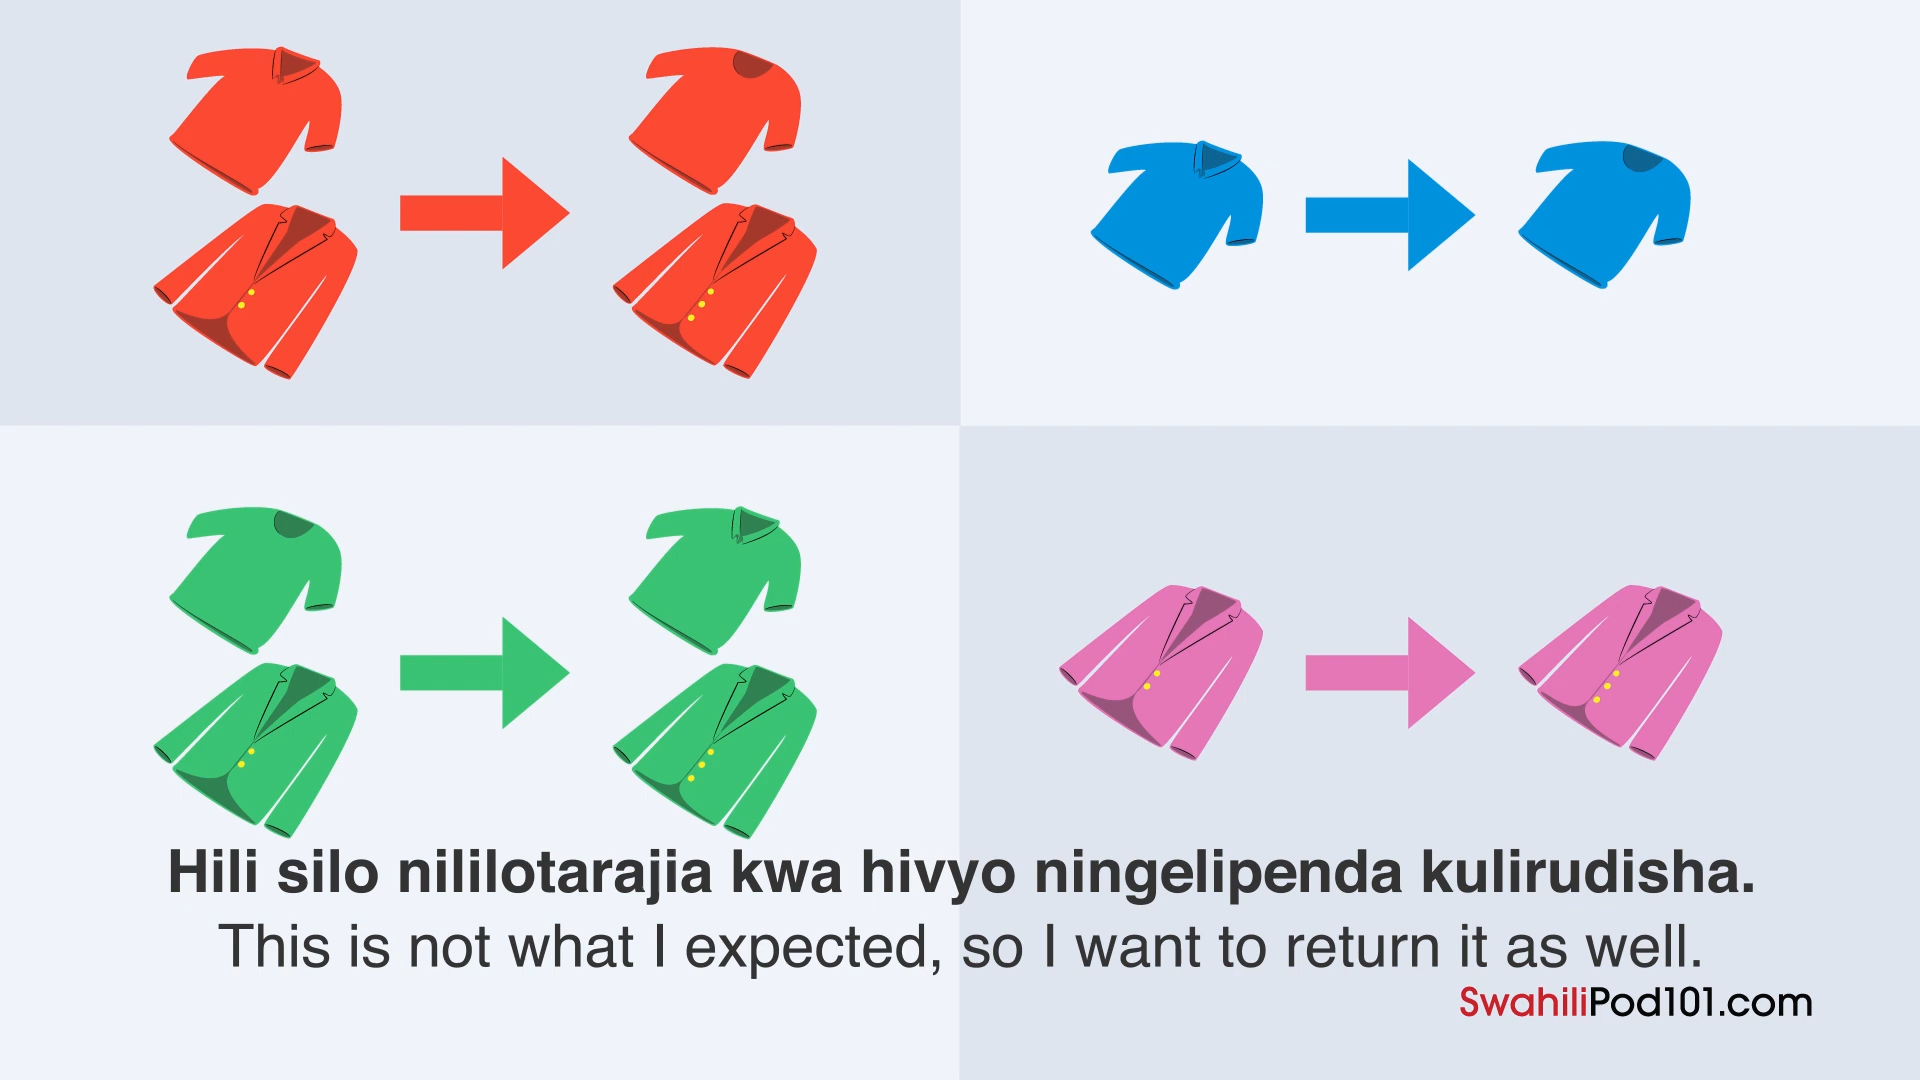 Hili silo nililotarajia kwa hivyo ningelipenda kulirudisha.
This is not what I expected, so I want to return it as well.
SwahiliPod101.com